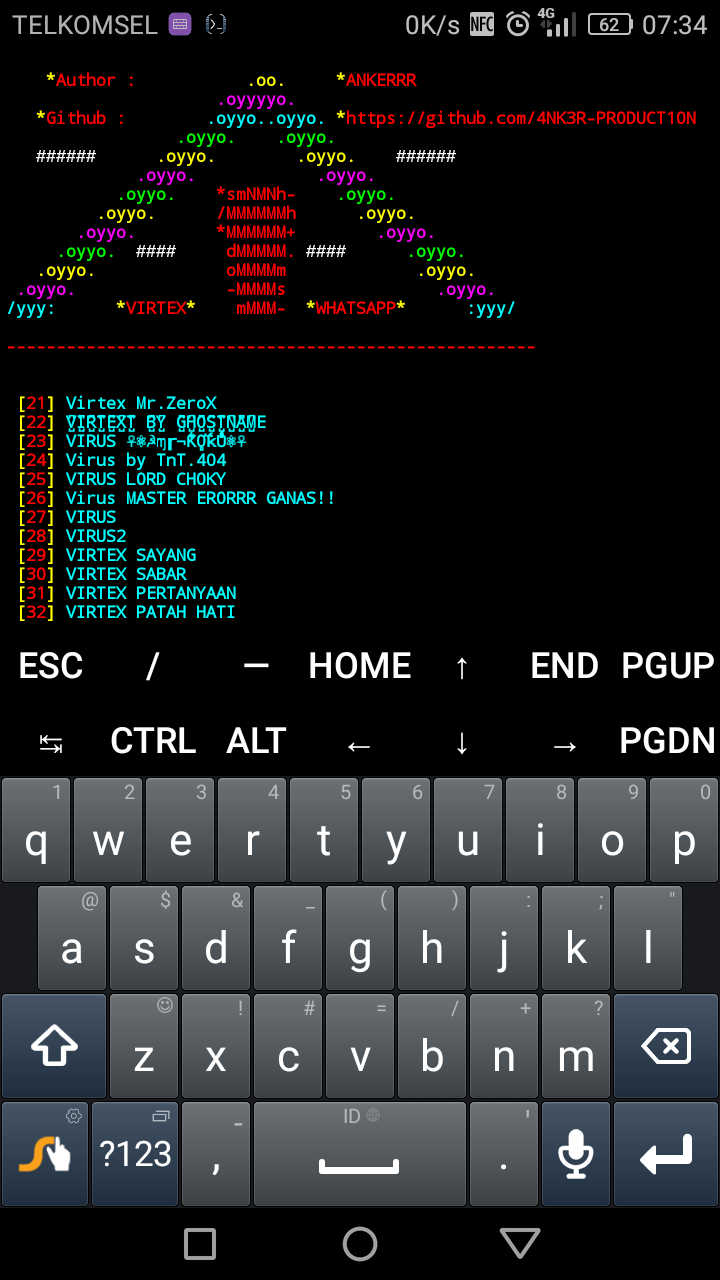 TELKOMSEL 0K/s NFC 4G 62 07:34
*Author : .oo. *ANKERRR
.oyyyyo.
*Github : .oyyo..oyyo. *https://github.com/4NK3R-PRODUCT1ON
.oyyo. .oyyo.
###### .oyyo. .oyyo. ######
.oyyo. .oyyo.
.oyyo. *smNMNh- .oyyo.
.oyyo. /MMMMMMh .oyyo.
.oyyo. *MMMMMM+ .oyyo.
.oyyo. #### dMMMMM. #### .oyyo.
.oyyo. oMMMMm .oyyo.
.oyyo. -MMMMs .oyyo.
/yyy: *VIRTEX* mMMM- *WHATSAPP* :yyy/
-----------------------------------------------------
[21] Virtex Mr.ZeroX
[22] VIRTEXT BY GHOSTNAME
[23] VIRUS
[24] Virus by TnT.404
[25] VIRUS LORD CHOKY
[26] Virus MASTER ERORRR GANAS!!
[27] VIRUS
[28] VIRUS2
[29] VIRTEX SAYANG
[30] VIRTEX SABAR
[31] VIRTEX PERTANYAAN
[32] VIRTEX PATAH HATI
ESC / — HOME ↑ END PGUP
↹ CTRL ALT ← ↓ → PGDN
1 2 3 4 5 6 7 8 9 0
q w e r t y u i o p
@ $ & _ ( ) : ; "
a s d f g h j k l
! # = / + ?
z x c v b n m
ID - '
?123 , .